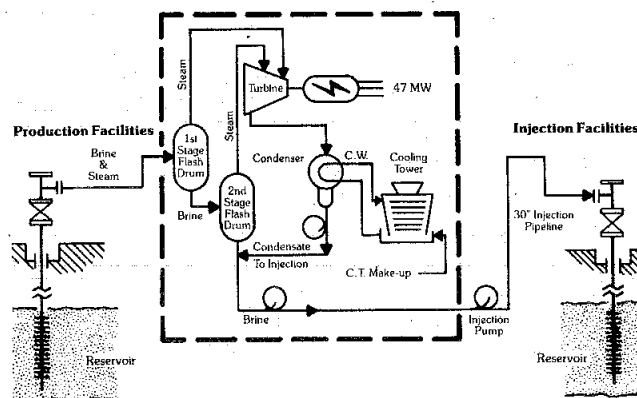 Production Facilities
Brine
&
Steam
Steam
1st
Stage
Flash
Drum
Brine
Steam
2nd
Stage
Flash
Drum
Turbine
47 MW
Condenser
C.W.
Cooling
Tower
Condensate
To Injection
C.T. Make-up
Brine
Injection
Pump
Injection Facilities
30" Injection
Pipeline
Reservoir
Reservoir